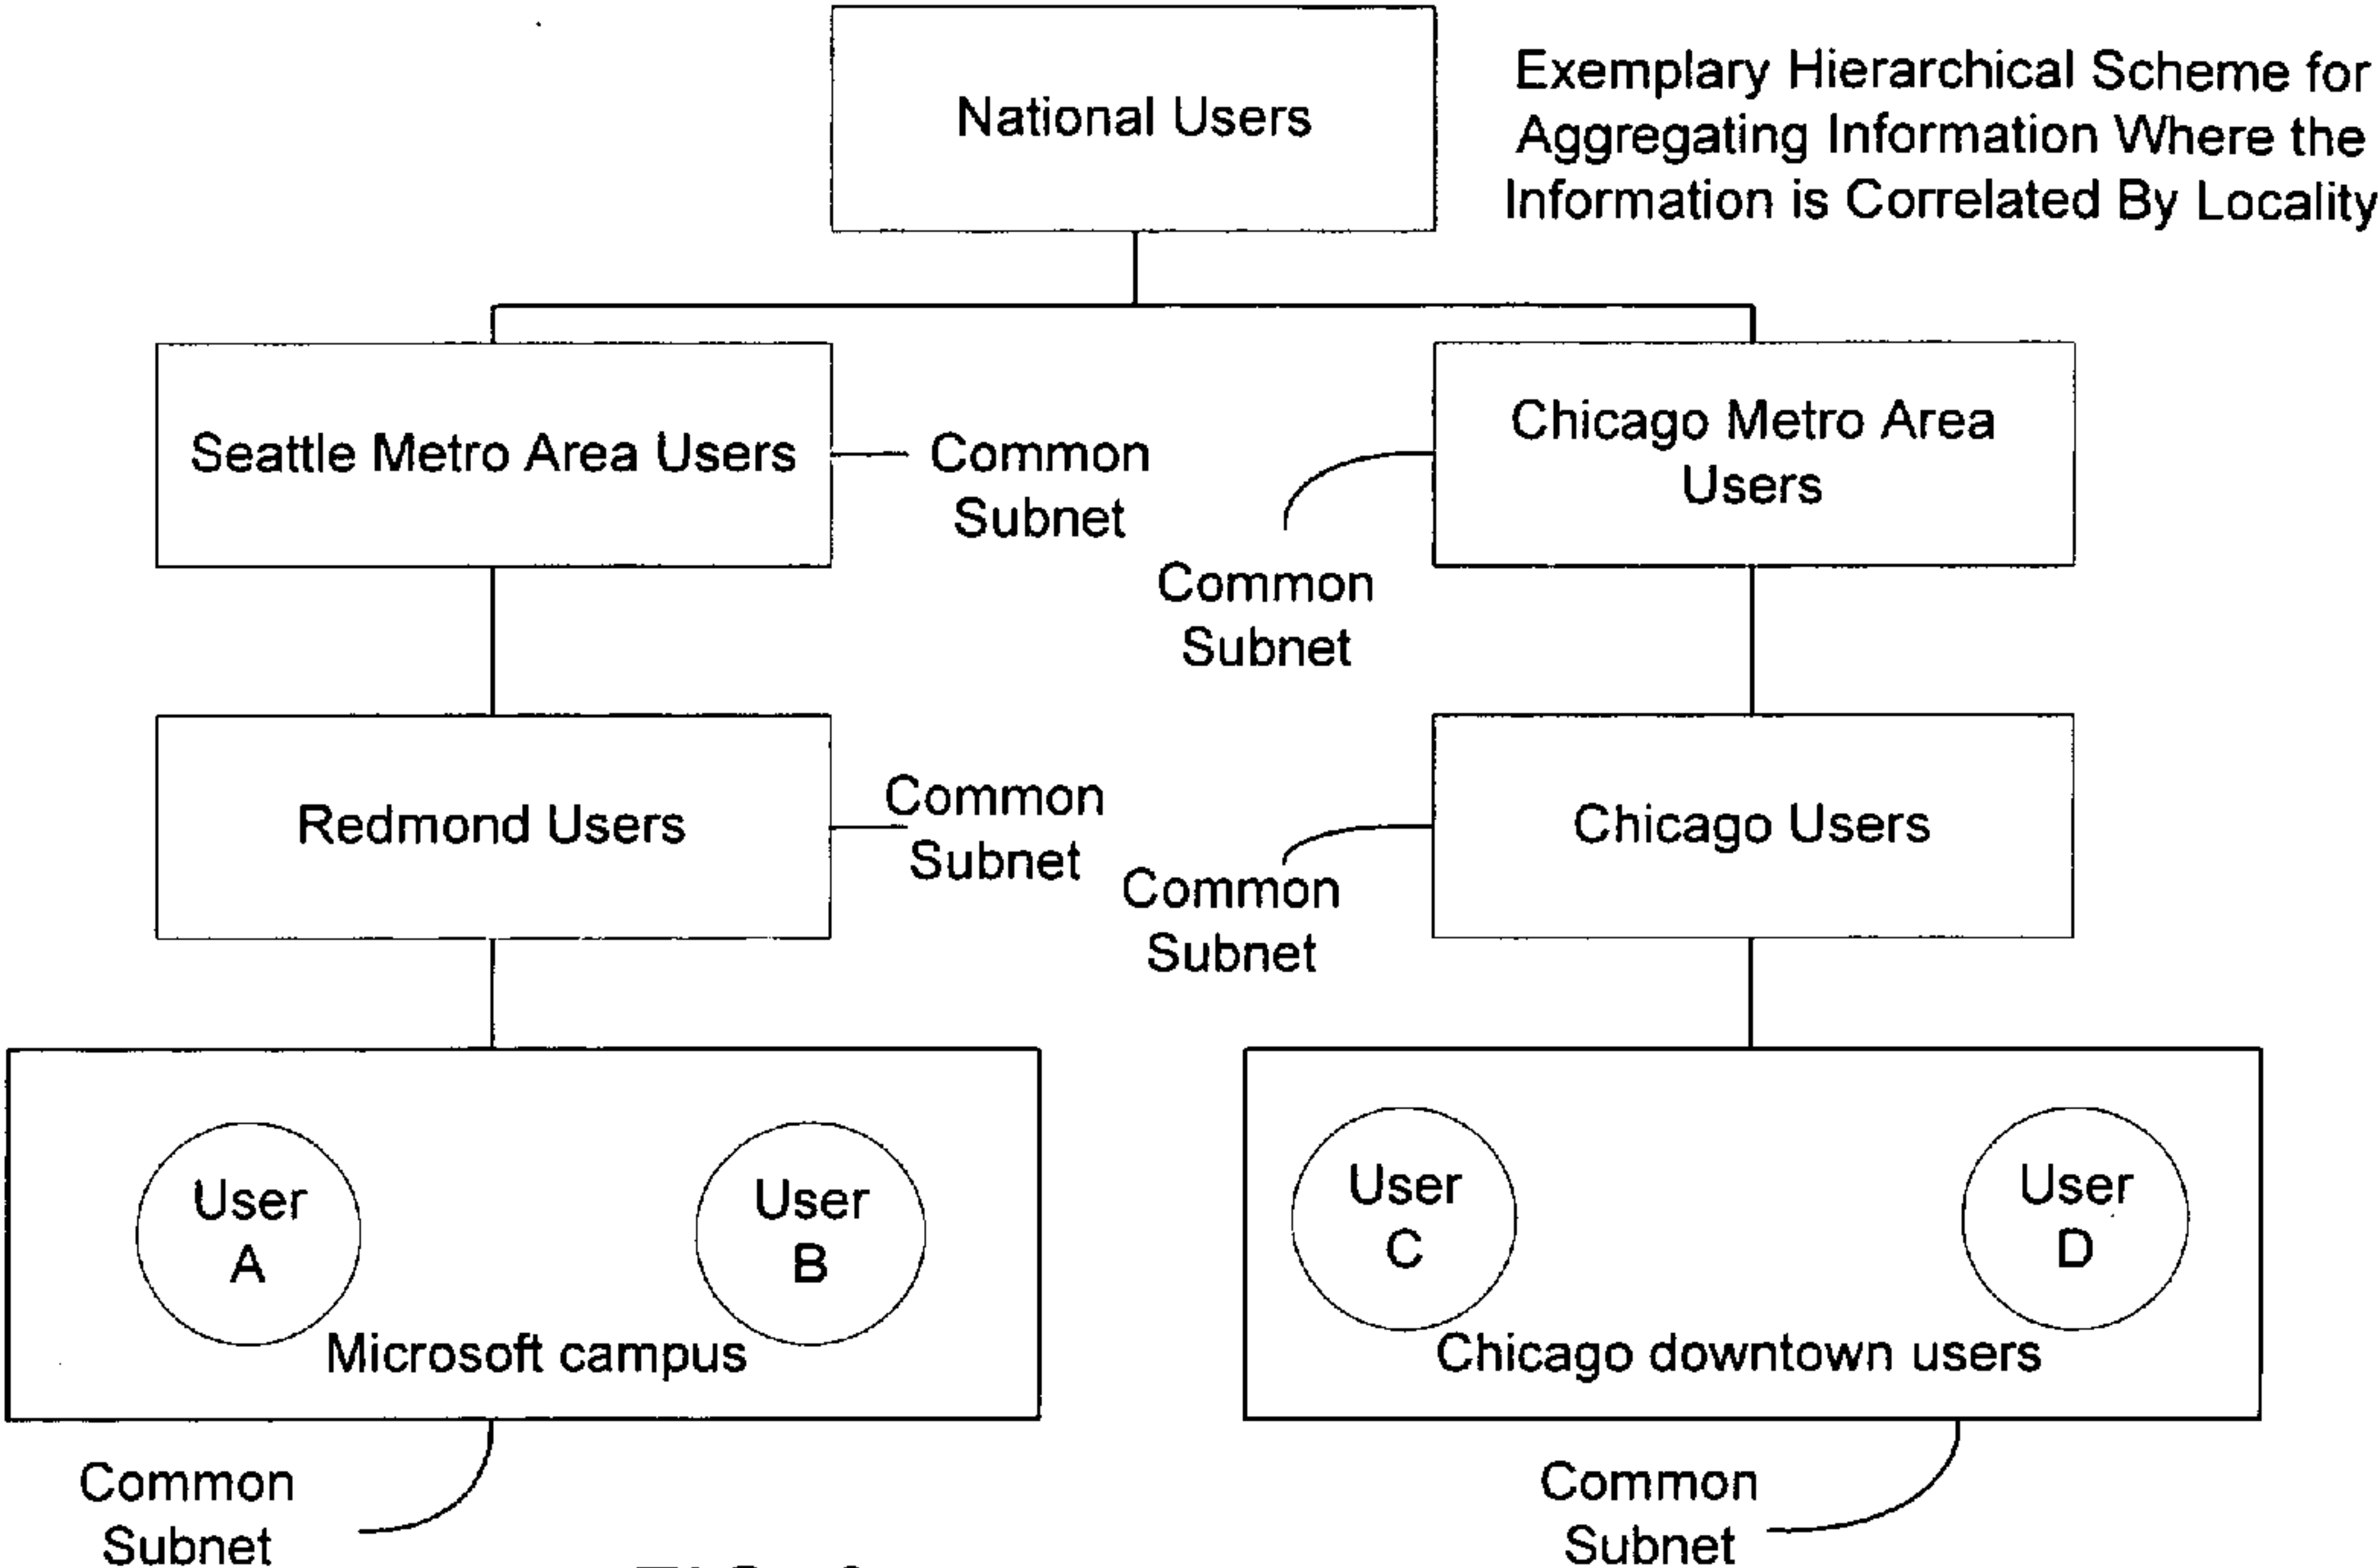 National Users
Exemplary Hierarchical Scheme for
Aggregating Information Where the
Information is Correlated By Locality
Seattle Metro Area Users
Common
Subnet
Chicago Metro Area
Users
Common
Subnet
Redmond Users
Common
Subnet
Chicago Users
Common
Subnet
User
A
User
B
Microsoft campus
User
C
User
D
Chicago downtown users
Common
Subnet
Common
Subnet